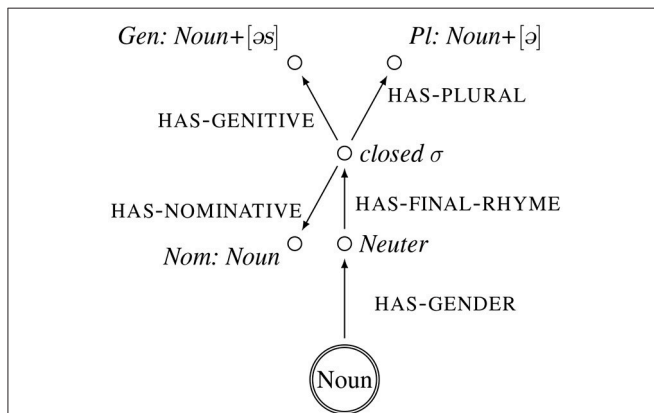 Gen: Noun+[əs] Pl: Noun+[ə]
HAS-PLURAL
HAS-GENITIVE
closed σ
HAS-NOMINATIVE HAS-FINAL-RHYME
Nom: Noun Neuter
HAS-GENDER
Noun